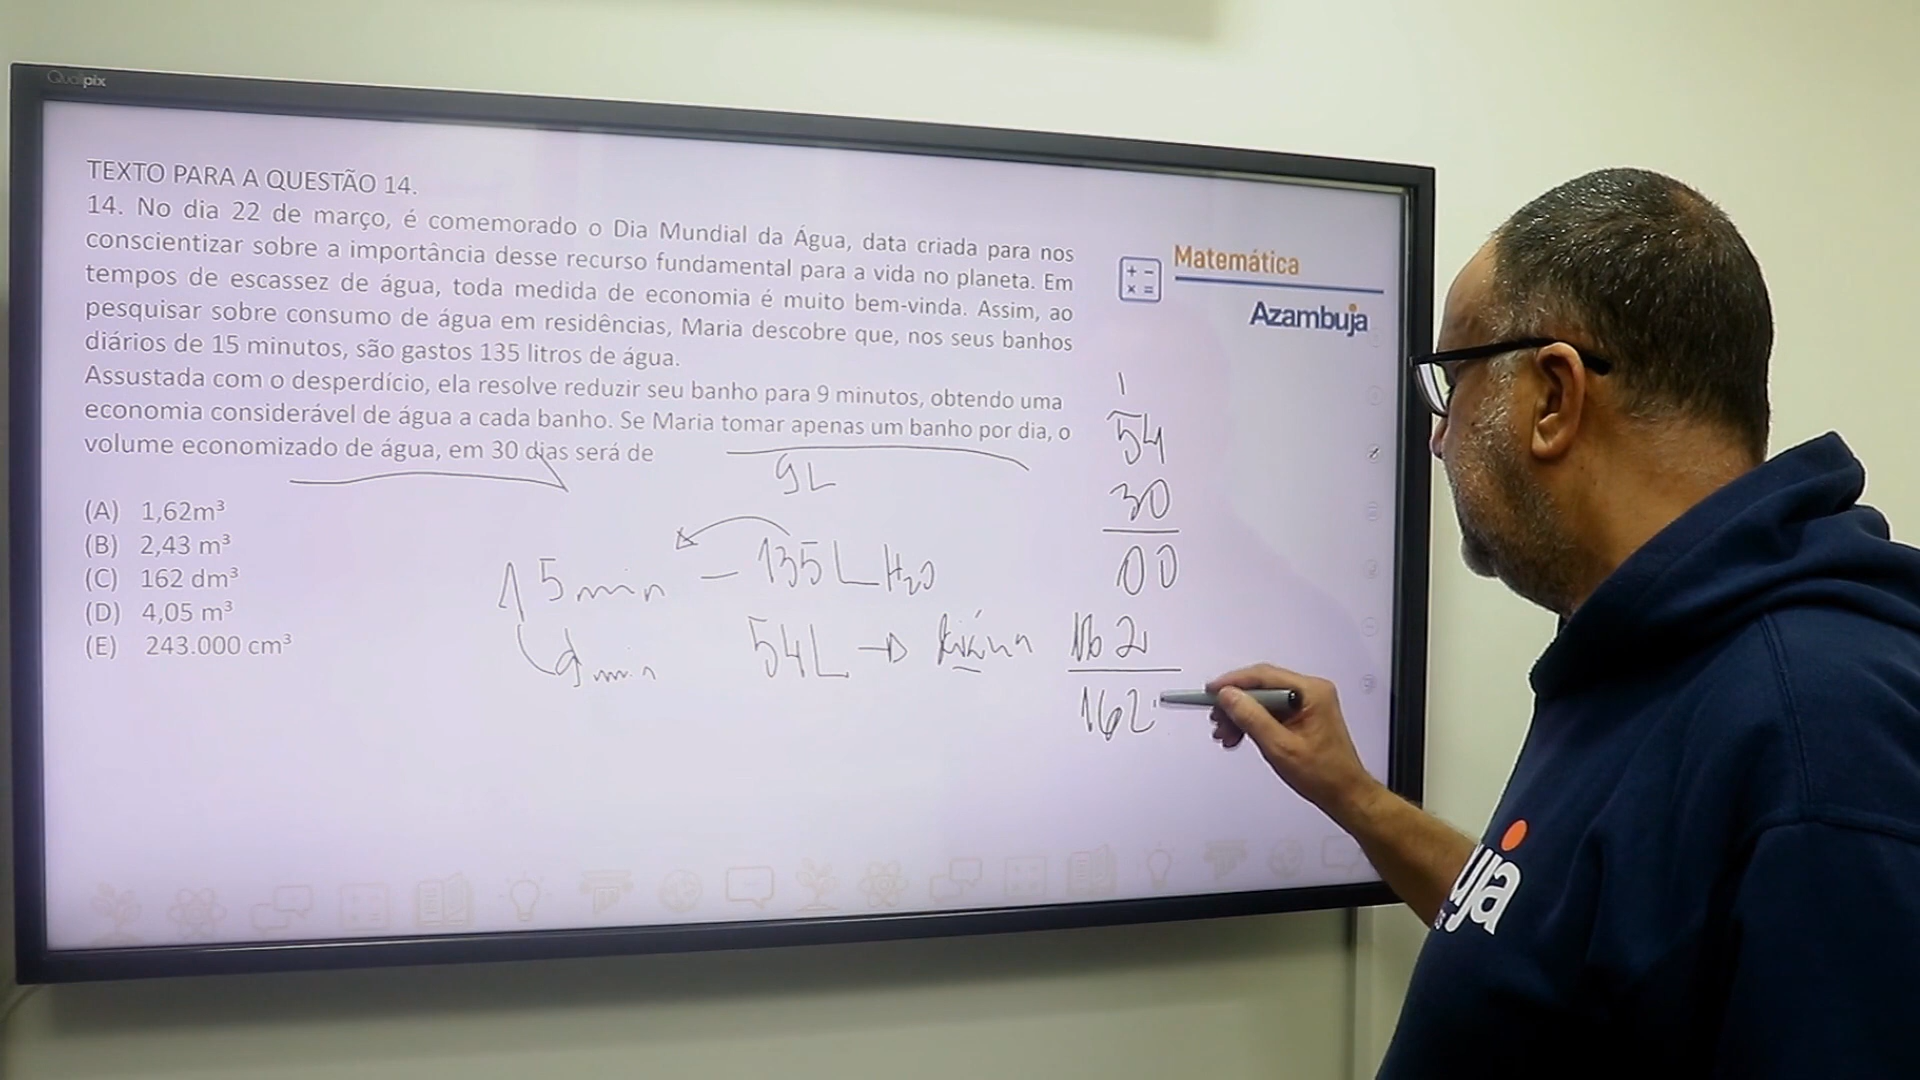 Qualipix
TEXTO PARA A QUESTÃO 14.
14. No dia 22 de março, é comemorado o Dia Mundial da Água, data criada para nos
conscientizar sobre a importância desse recurso fundamental para a vida no planeta. Em
tempos de escassez de água, toda medida de economia é muito bem-vinda. Assim, ao
pesquisar sobre consumo de água em residências, Maria descobre que, nos seus banhos
diários de 15 minutos, são gastos 135 litros de água.
Assustada com o desperdício, ela resolve reduzir seu banho para 9 minutos, obtendo uma
economia considerável de água a cada banho. Se Maria tomar apenas um banho por dia, o
volume economizado de água, em 30 dias será de
(A) 1,62m³
(B) 2,43 m³
(C) 162 dm³
(D) 4,05 m³
(E) 243.000 cm³
9L
15 min – 135 L H₂O
min 54L →
Matemática
Azambuja
1
54
30
00
162
162
uja